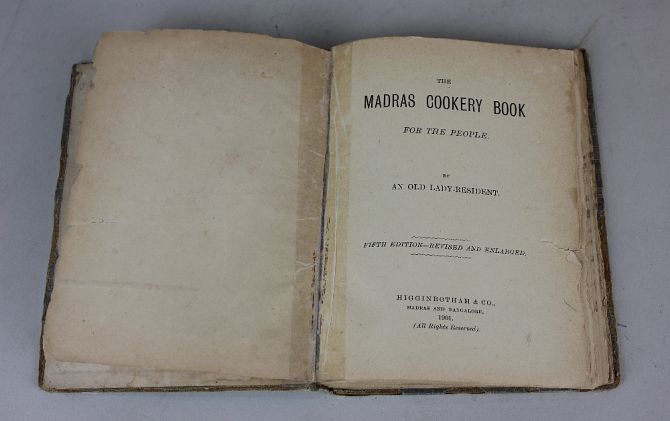 THE
MADRAS COOKERY BOOK
FOR THE PEOPLE.
BY
AN OLD LADY-RESIDENT.
FIFTH EDITION—REVISED AND ENLARGED.
HIGGINBOTHAM & CO.,
MADRAS AND BANGALORE.
1901.
(All Rights Reserved).